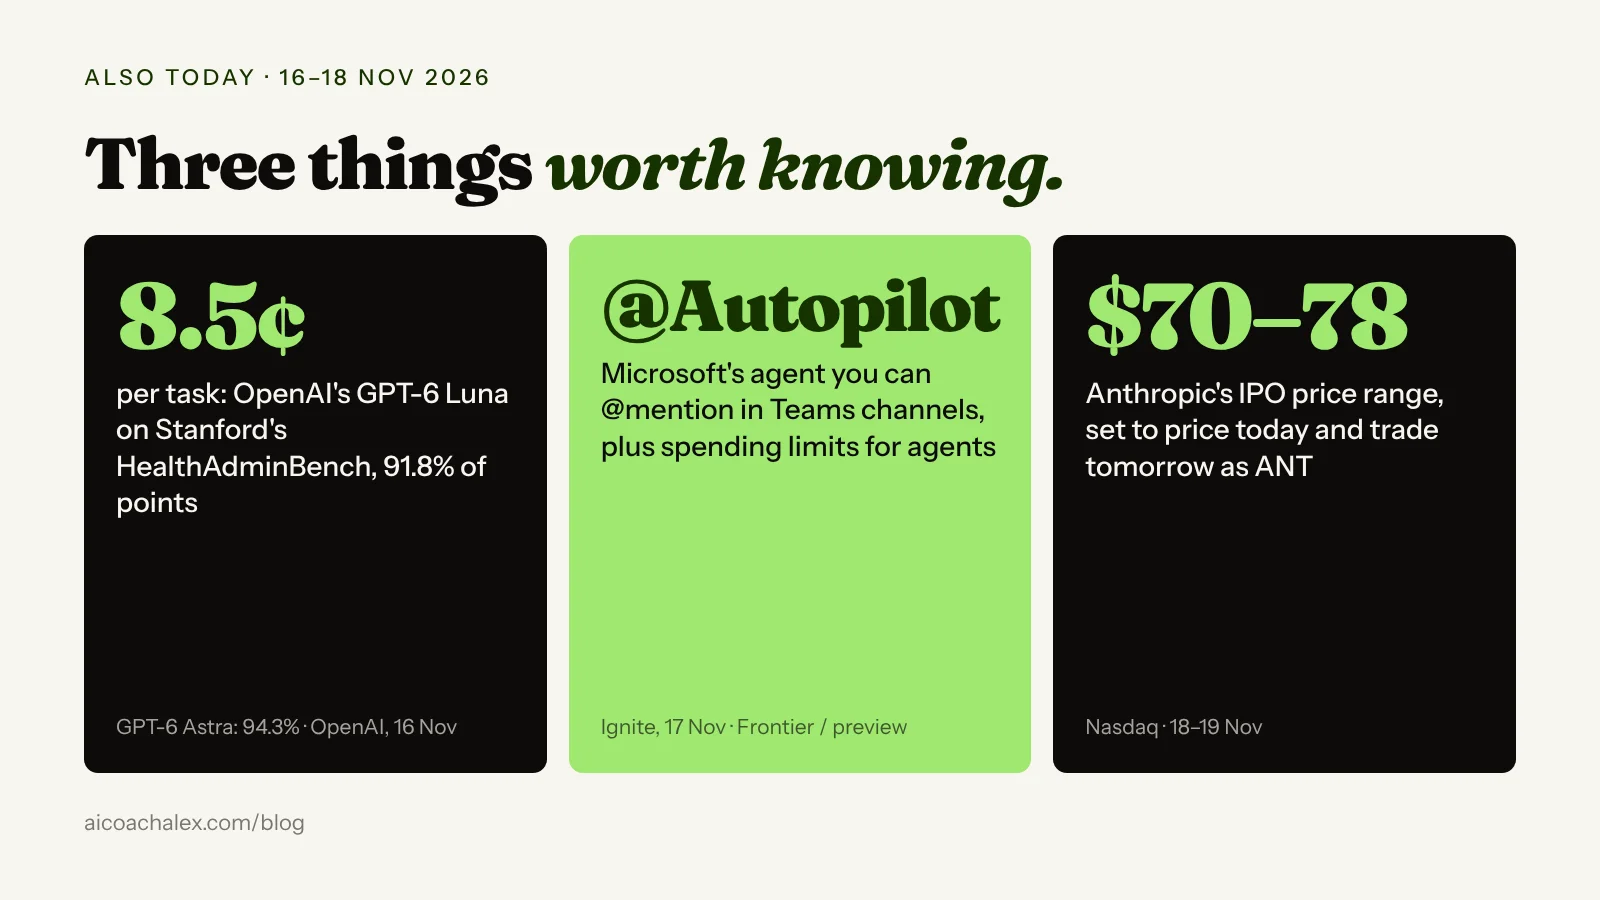 ALSO TODAY · 16–18 NOV 2026
Three things worth knowing.
8.5¢
per task: OpenAI's GPT-6 Luna
on Stanford's
HealthAdminBench, 91.8% of
points
GPT-6 Astra: 94.3% · OpenAI, 16 Nov
@Autopilot
Microsoft's agent you can
@mention in Teams channels,
plus spending limits for agents
Ignite, 17 Nov · Frontier / preview
$70–78
Anthropic's IPO price range,
set to price today and trade
tomorrow as ANT
Nasdaq · 18–19 Nov
aicoachalex.com/blog